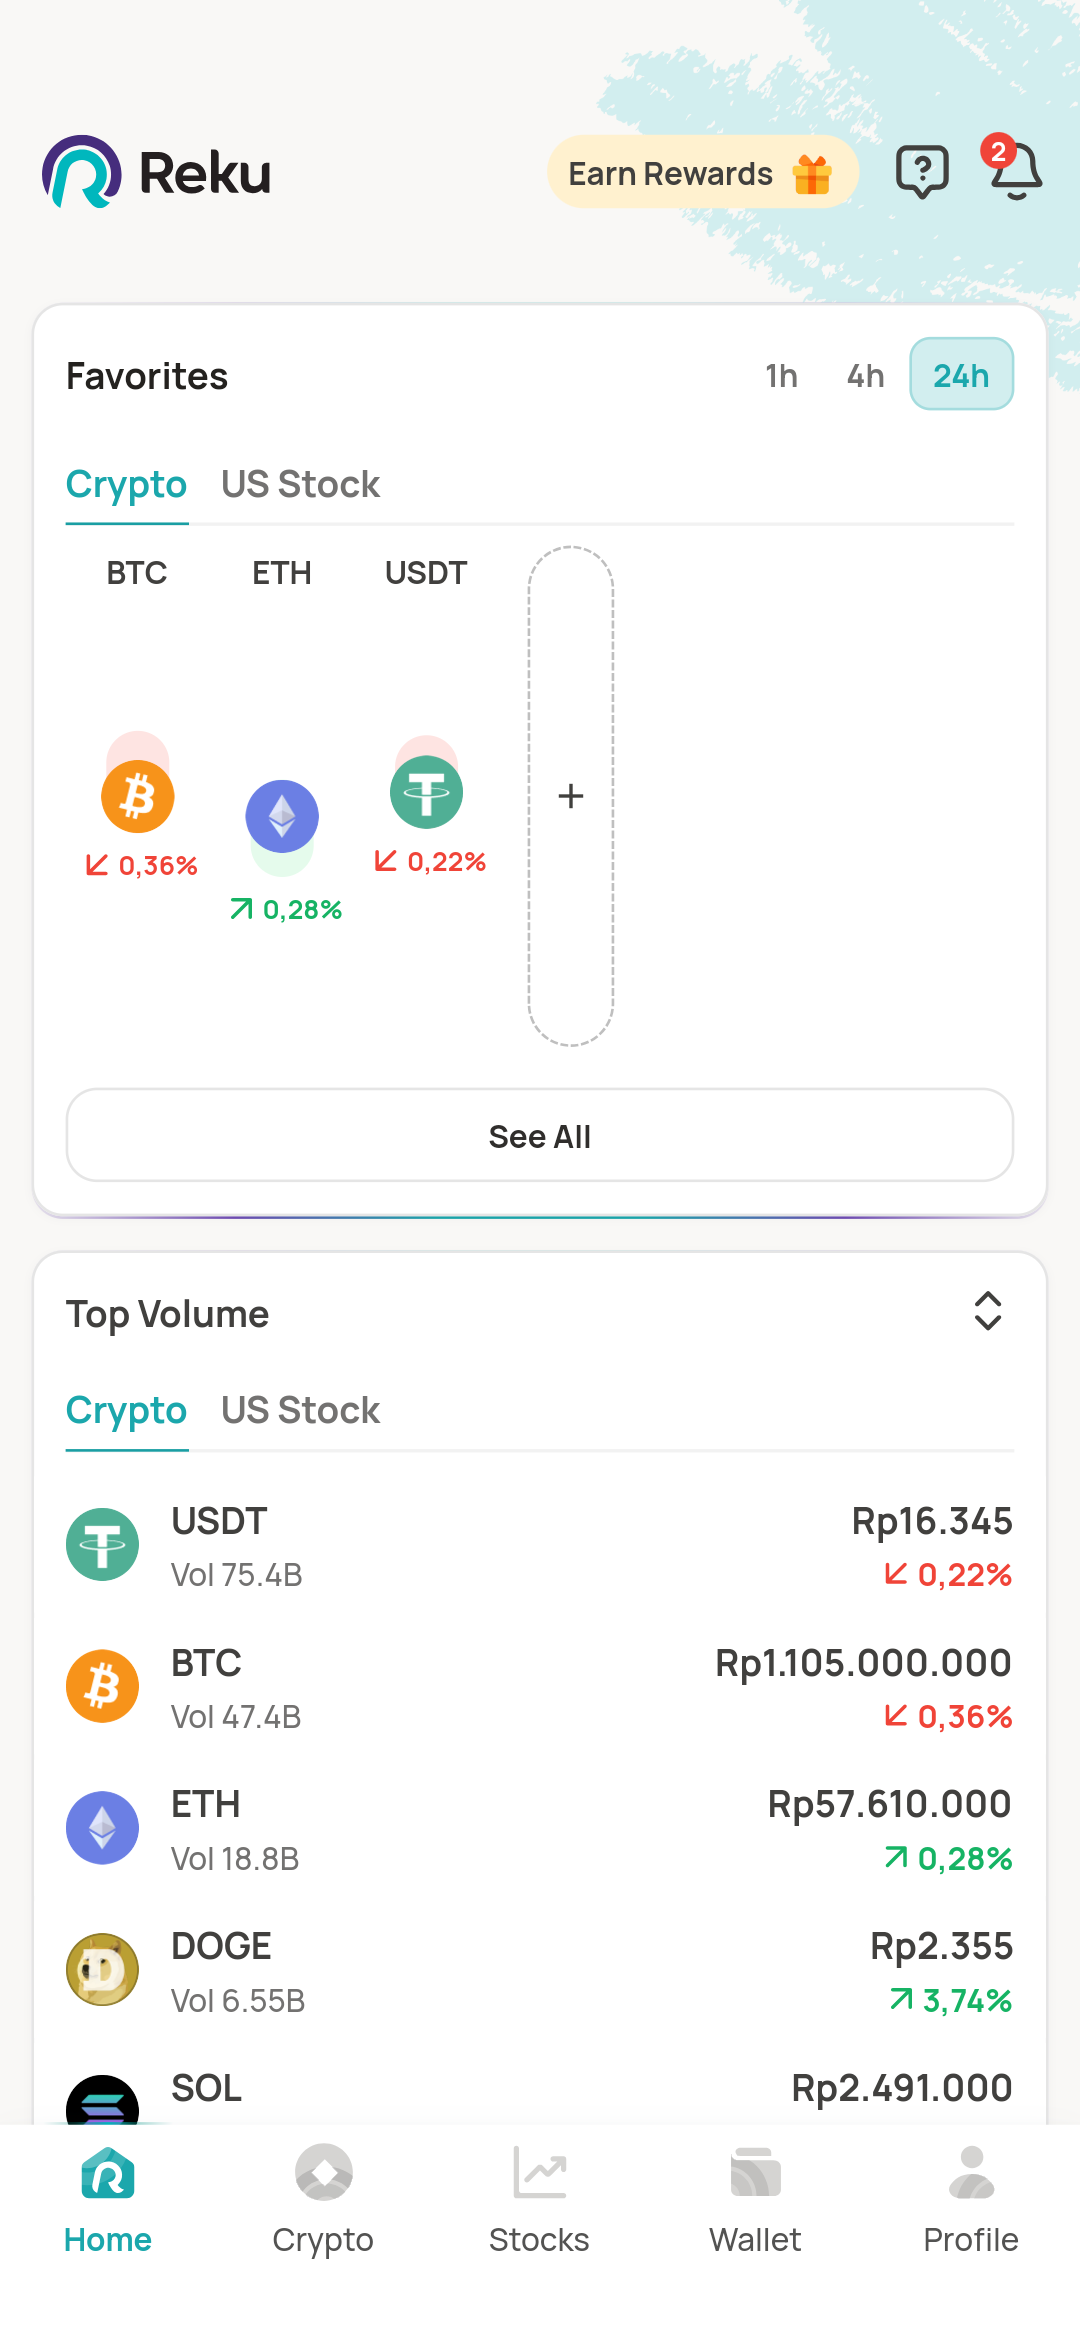 Reku
Earn Rewards
2
Favorites
1h 4h 24h
Crypto US Stock
BTC ETH USDT
0,36%
0,28%
0,22%
+
See All
Top Volume
Crypto US Stock
USDT Rp16.345
Vol 75.4B 0,22%
BTC Rp1.105.000.000
Vol 47.4B 0,36%
ETH Rp57.610.000
Vol 18.8B 0,28%
DOGE Rp2.355
Vol 6.55B 3,74%
SOL Rp2.491.000
Home Crypto Stocks Wallet Profile